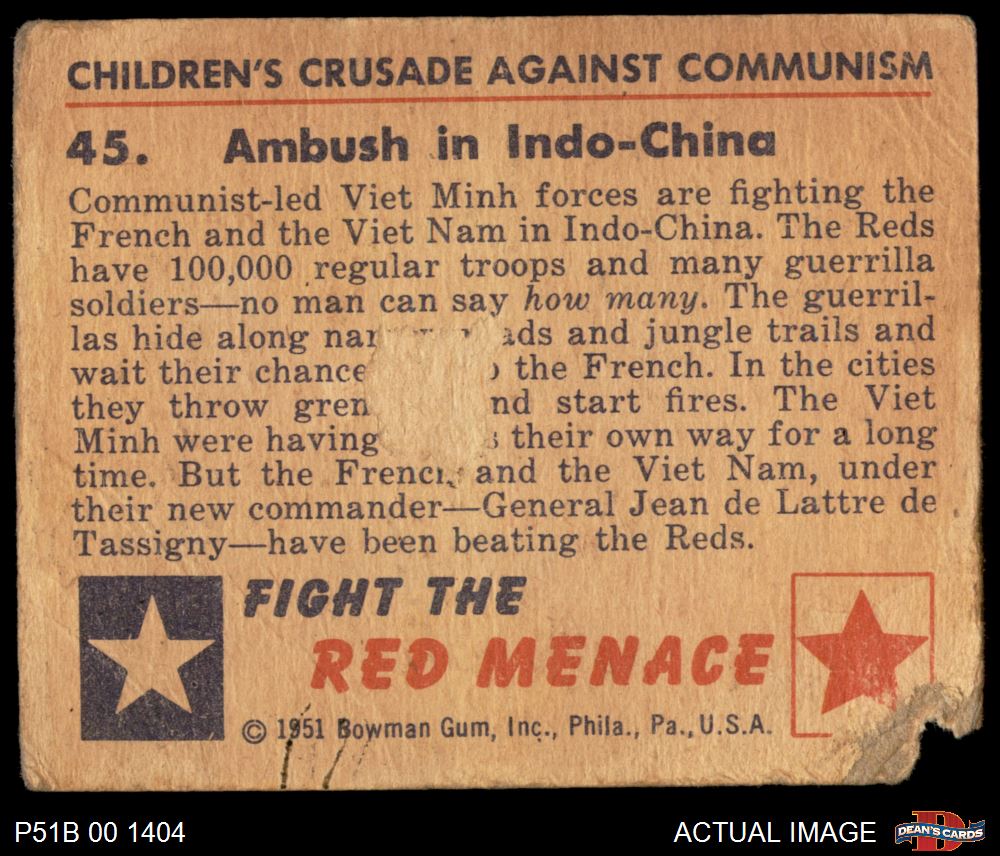 CHILDREN'S CRUSADE AGAINST COMMUNISM
45. Ambush in Indo-China
Communist-led Viet Minh forces are fighting the
French and the Viet Nam in Indo-China. The Reds
have 100,000 regular troops and many guerrilla
soldiers—no man can say how many. The guerril-
las hide along and jungle trails and
wait their chance the French. In the cities
they throw start fires. The Viet
Minh were having their own way for a long
time. But the French and the Viet Nam, under
their new commander—General Jean de Lattre de
Tassigny—have been beating the Reds.
FIGHT THE
RED MENACE
© 1951 Bowman Gum, Inc., Phila., Pa., U.S.A.
P51B 00 1404
ACTUAL IMAGE
D
DEAN'S CARDS